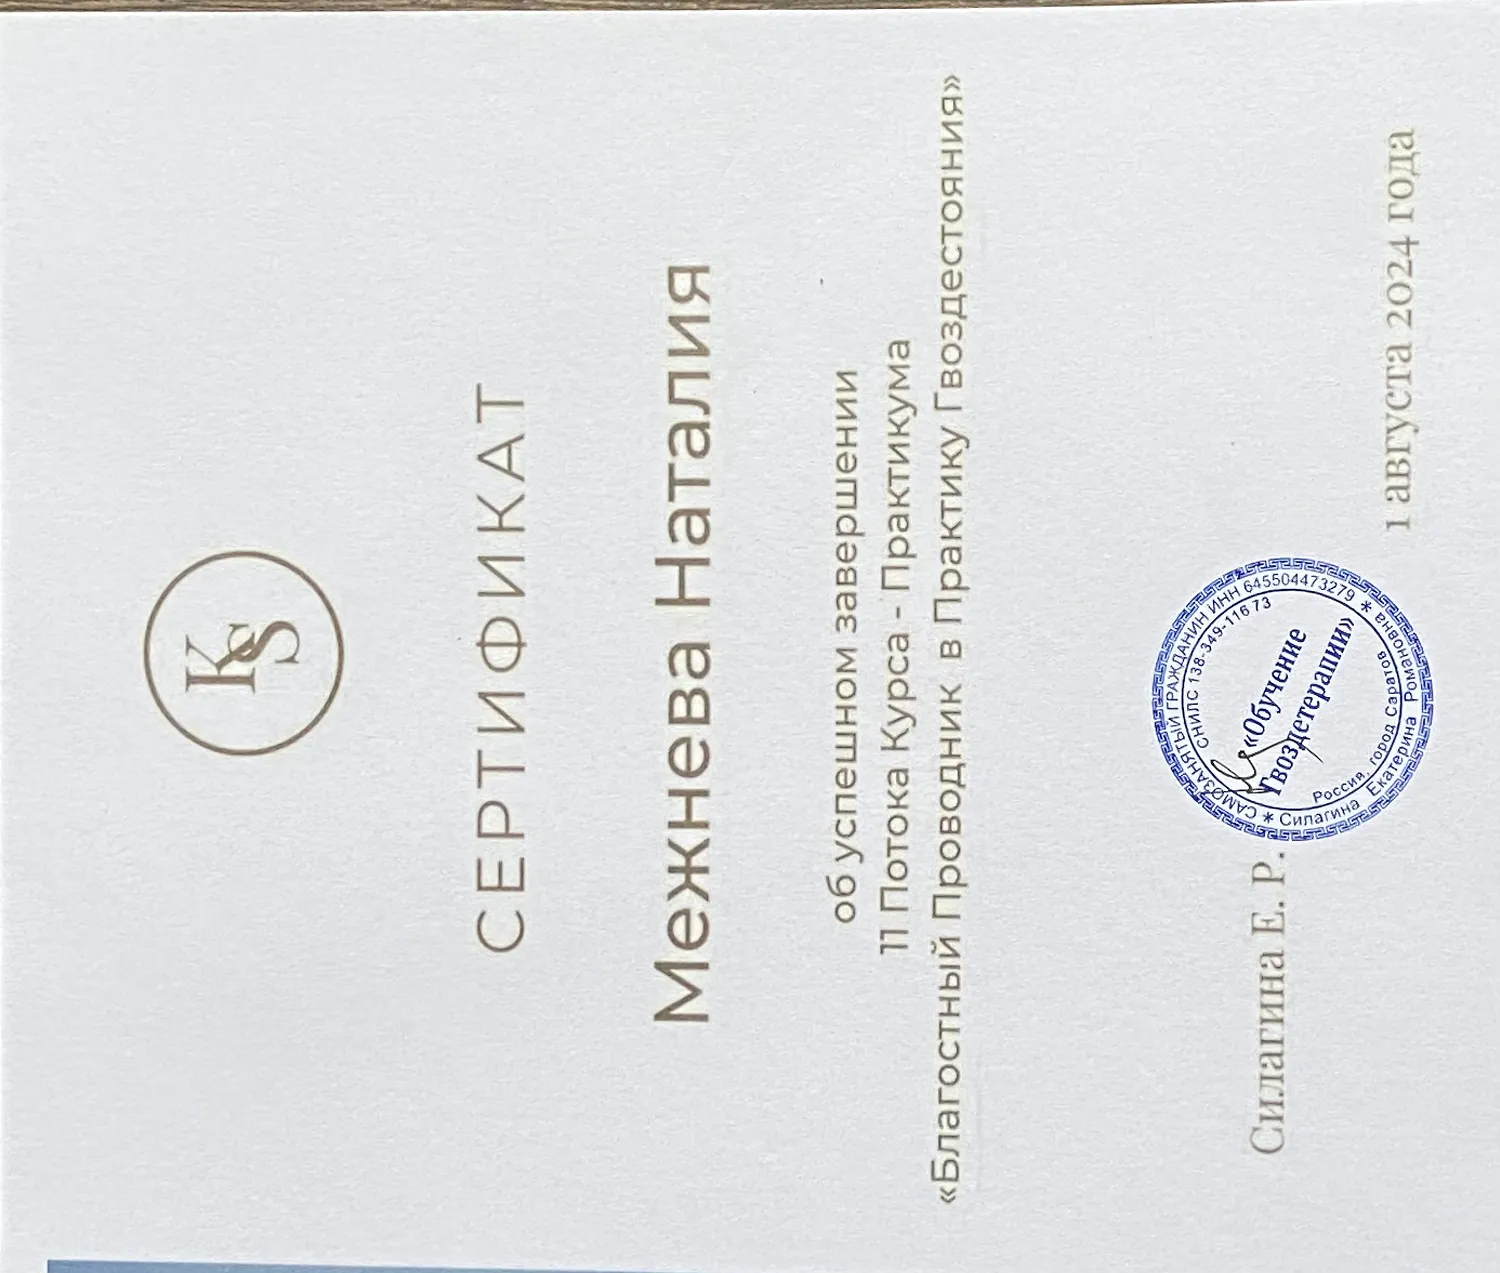 KS
СЕРТИФИКАТ
Межнева Наталия
об успешном завершении
11 Потока Курса - Практикума
«Благостный Проводник в Практику Гвоздестояния»
Силагина Е. Р.
САМОЗАНЯТЫЙ ГРАЖДАНИН ИНН 645504473279
* Силагина Екатерина Романовна *
СНИЛС 138-349-116 73
Россия, город Саратов
«Обучение
Гвоздетерапии»
1 августа 2024 года